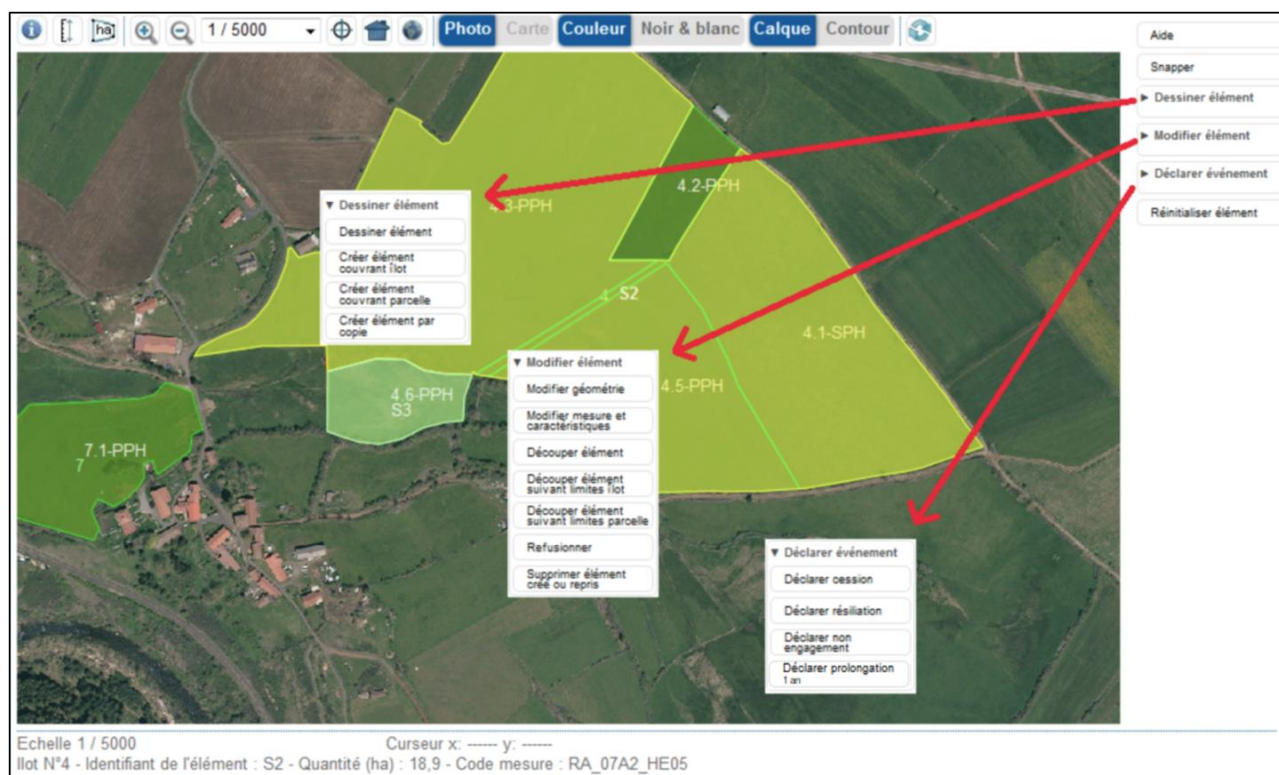 ha
1 / 5000
Photo Carte Couleur Noir & blanc Calque Contour
Aide
Snapper
► Dessiner élément
► Modifier élément
► Déclarer événement
Réinitialiser élément
4.2-PPH
4.3-PPH
▼ Dessiner élément
Dessiner élément
Créer élément
couvrant îlot
Créer élément
couvrant parcelle
Créer élément par
copie
4 S2
4.1-SPH
4.5-PPH
4.6-PPH
S3
7.1-PPH
7
▼ Modifier élément
Modifier géométrie
Modifier mesure et
caractéristiques
Découper élément
Découper élément
suivant limites îlot
Découper élément
suivant limites parcelle
Refusionner
Supprimer élément
créé ou repris
▼ Déclarer événement
Déclarer cession
Déclarer résiliation
Déclarer non
engagement
Déclarer prolongation
1 an
Echelle 1 / 5000 Curseur x: ------ y: ------
Ilot N°4 - Identifiant de l'élément : S2 - Quantité (ha) : 18,9 - Code mesure : RA_07A2_HE05